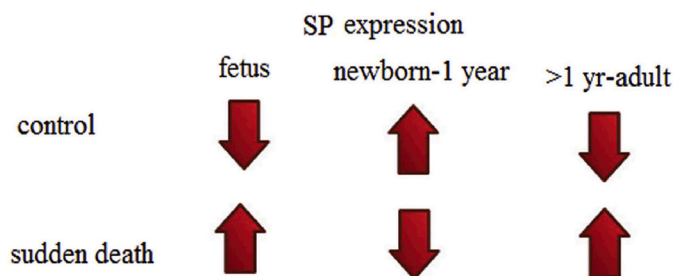 SP expression
fetus newborn-1 year >1 yr-adult
control
sudden death